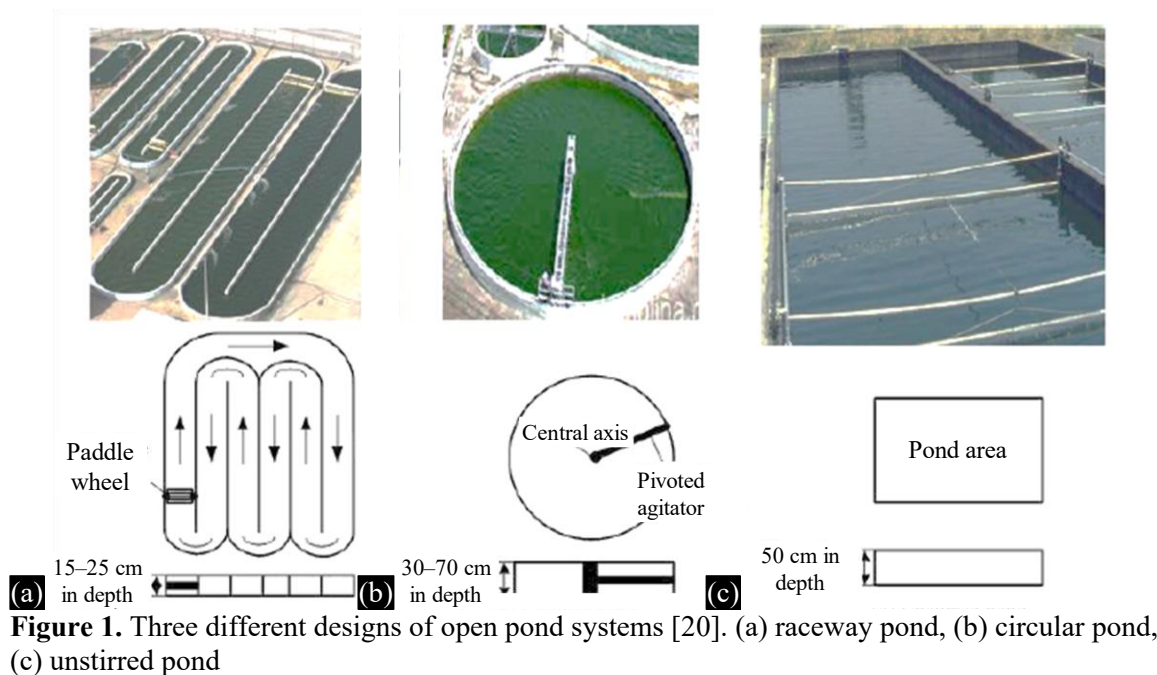 Paddle
wheel
15–25 cm
in depth
(a)
Central axis
Pivoted
agitator
30–70 cm
in depth
(b)
Pond area
50 cm in
depth
(c)
Figure 1. Three different designs of open pond systems [20]. (a) raceway pond, (b) circular pond,
(c) unstirred pond